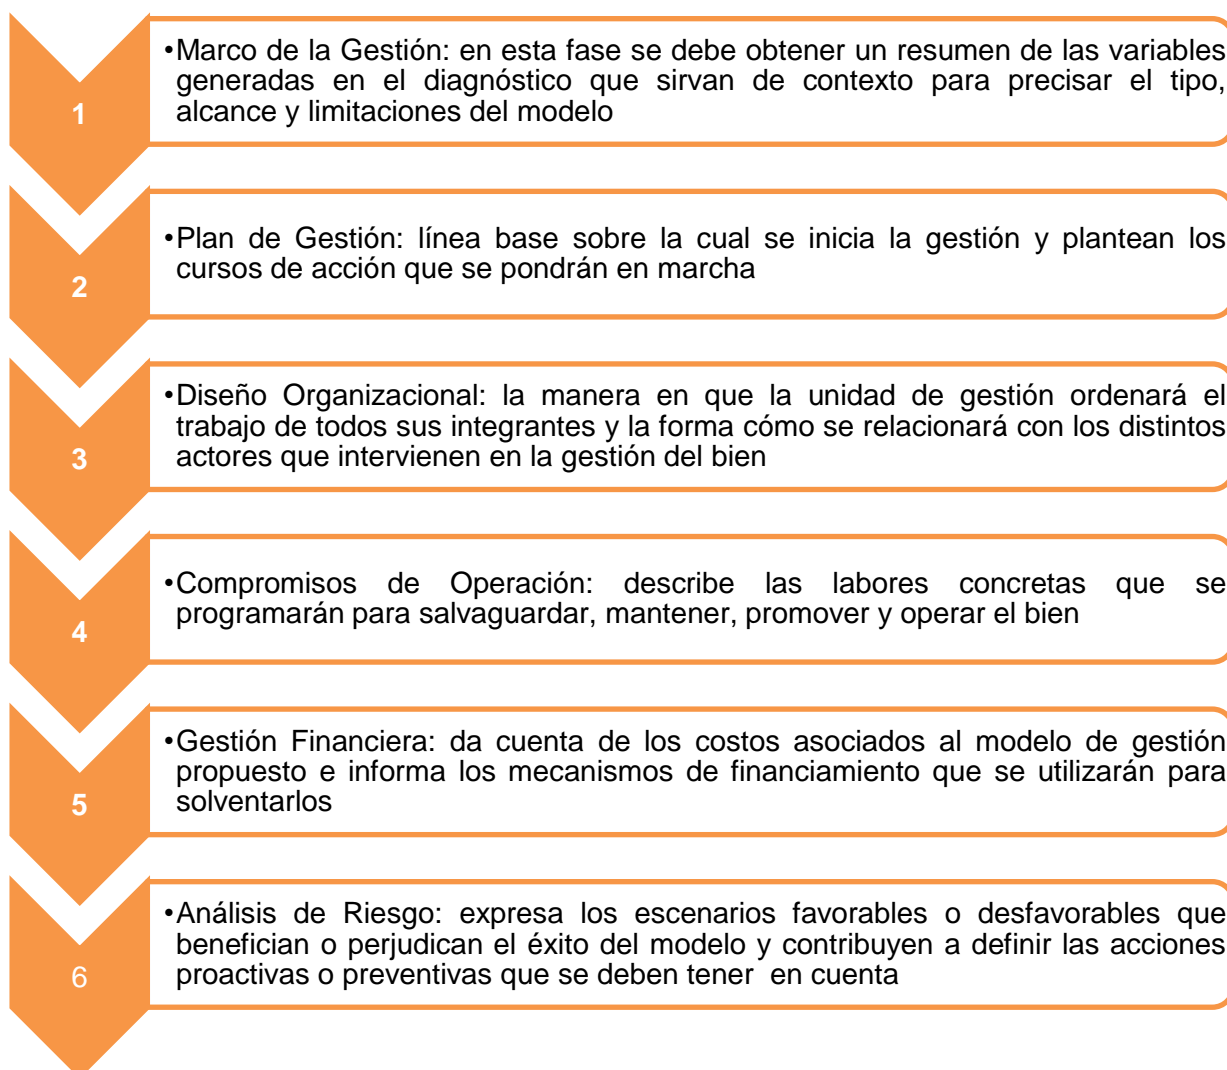 1
•Marco de la Gestión: en esta fase se debe obtener un resumen de las variables
generadas en el diagnóstico que sirvan de contexto para precisar el tipo,
alcance y limitaciones del modelo
2
•Plan de Gestión: línea base sobre la cual se inicia la gestión y plantean los
cursos de acción que se pondrán en marcha
3
•Diseño Organizacional: la manera en que la unidad de gestión ordenará el
trabajo de todos sus integrantes y la forma cómo se relacionará con los distintos
actores que intervienen en la gestión del bien
4
•Compromisos de Operación: describe las labores concretas que se
programarán para salvaguardar, mantener, promover y operar el bien
5
•Gestión Financiera: da cuenta de los costos asociados al modelo de gestión
propuesto e informa los mecanismos de financiamiento que se utilizarán para
solventarlos
6
•Análisis de Riesgo: expresa los escenarios favorables o desfavorables que
benefician o perjudican el éxito del modelo y contribuyen a definir las acciones
proactivas o preventivas que se deben tener en cuenta